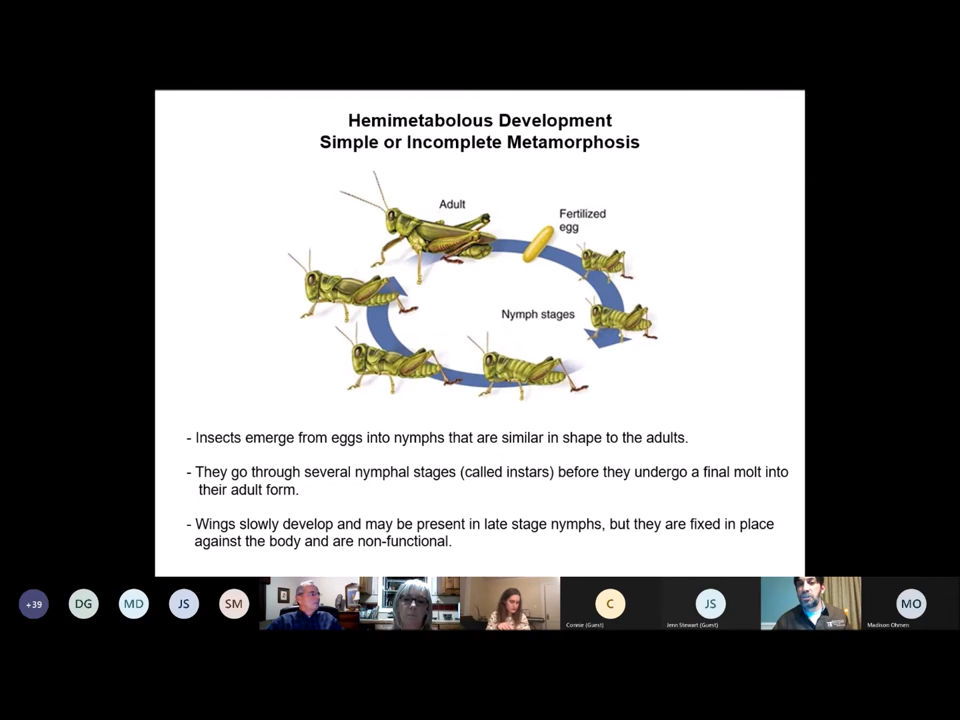 Hemimetabolous Development
Simple or Incomplete Metamorphosis
Adult
Fertilized
egg
Nymph stages
- Insects emerge from eggs into nymphs that are similar in shape to the adults.
- They go through several nymphal stages (called instars) before they undergo a final molt into
their adult form.
- Wings slowly develop and may be present in late stage nymphs, but they are fixed in place
against the body and are non-functional.
+39
DG
MD
JS
SM
C
JS
MO
Connie (Guest)
Jenn Stewart (Guest)
Madison Ohmen